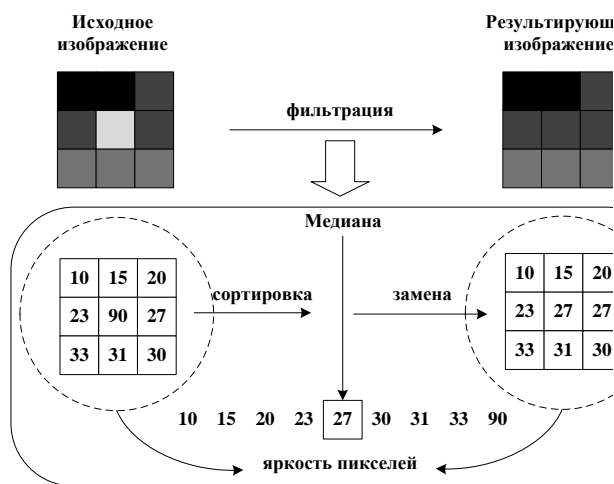 Исходное
изображение
Результирующ
изображение
фильтрация
Медиана
10 15 20
23 90 27
33 31 30
сортировка
замена
10 15 20
23 27 27
33 31 30
10 15 20 23 27 30 31 33 90
яркость пикселей